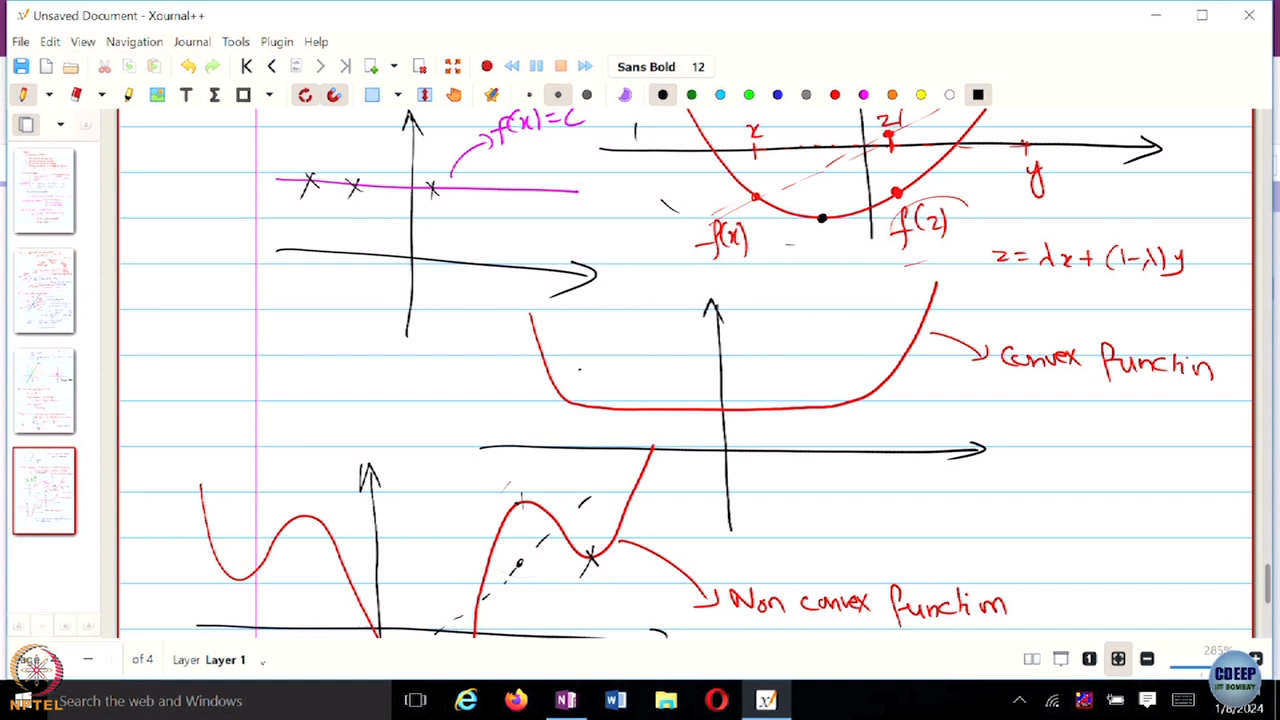 Unsaved Document - Xournal++
File Edit View Navigation Journal Tools Plugin Help
Sans Bold 12
f(x)=c
x
z1
y
f(x)
f(z)
z = λx + (1-λ)y
Convex function
Non convex function
of 4 Layer Layer 1
285%
Search the web and Windows
NPTEL
CDEEP
IIT BOMBAY
1/8/2024